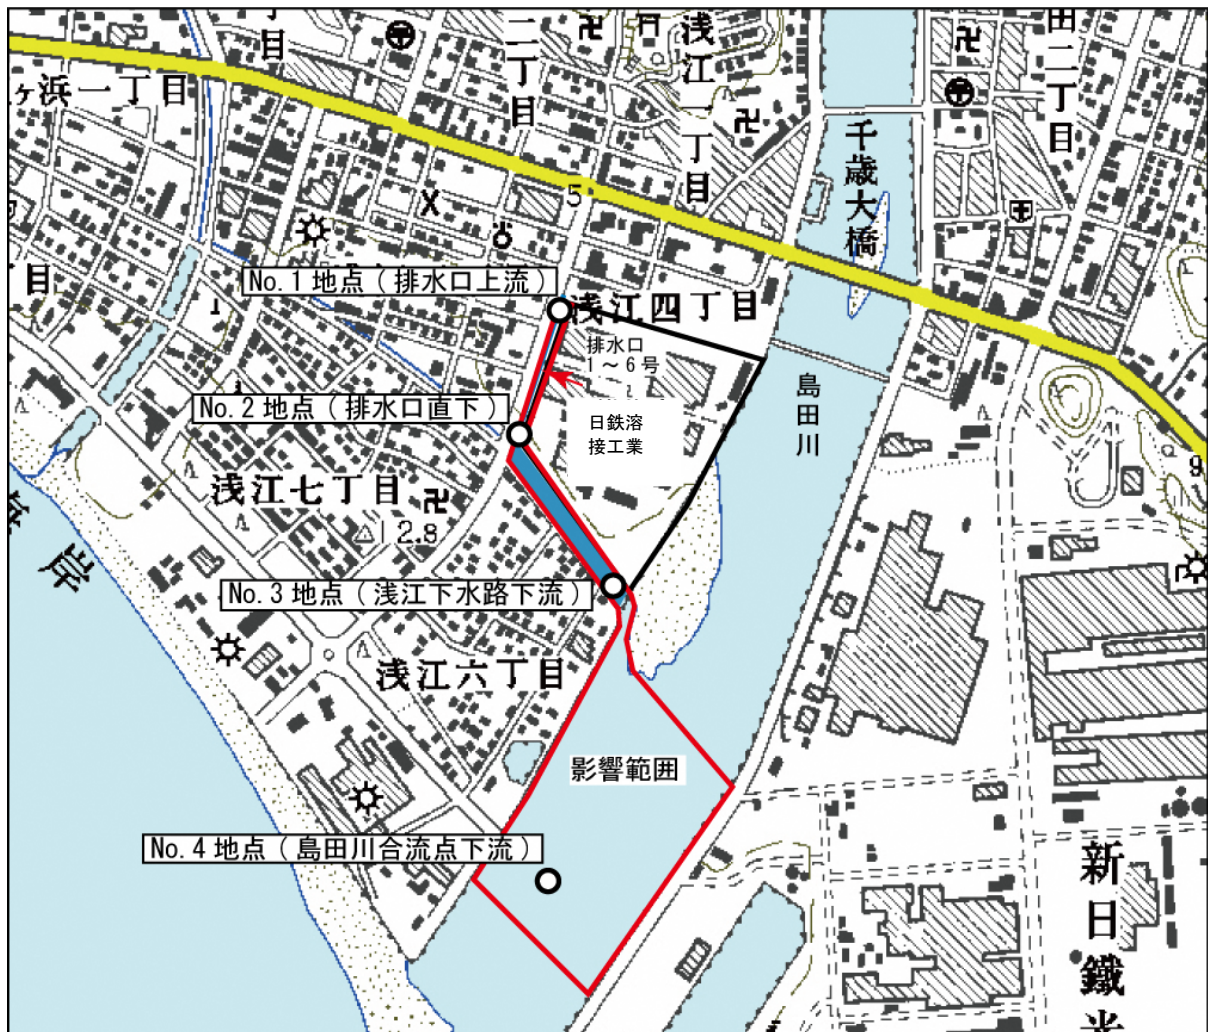 目
二丁目
浅江一丁目
田二丁目
ヶ浜一丁目
千歳大橋
5
No.1 地点 ( 排水口上流 )
浅江四丁目
丁目
排水口
1 ～ 6 号
島田川
No.2 地点 ( 排水口直下 )
日鉄溶
接工業
9
浅江七丁目
12.8
岸
No.3 地点 ( 浅江下水路下流 )
浅江六丁目
影響範囲
No.4 地点 ( 島田川合流点下流 )
新日鐵光